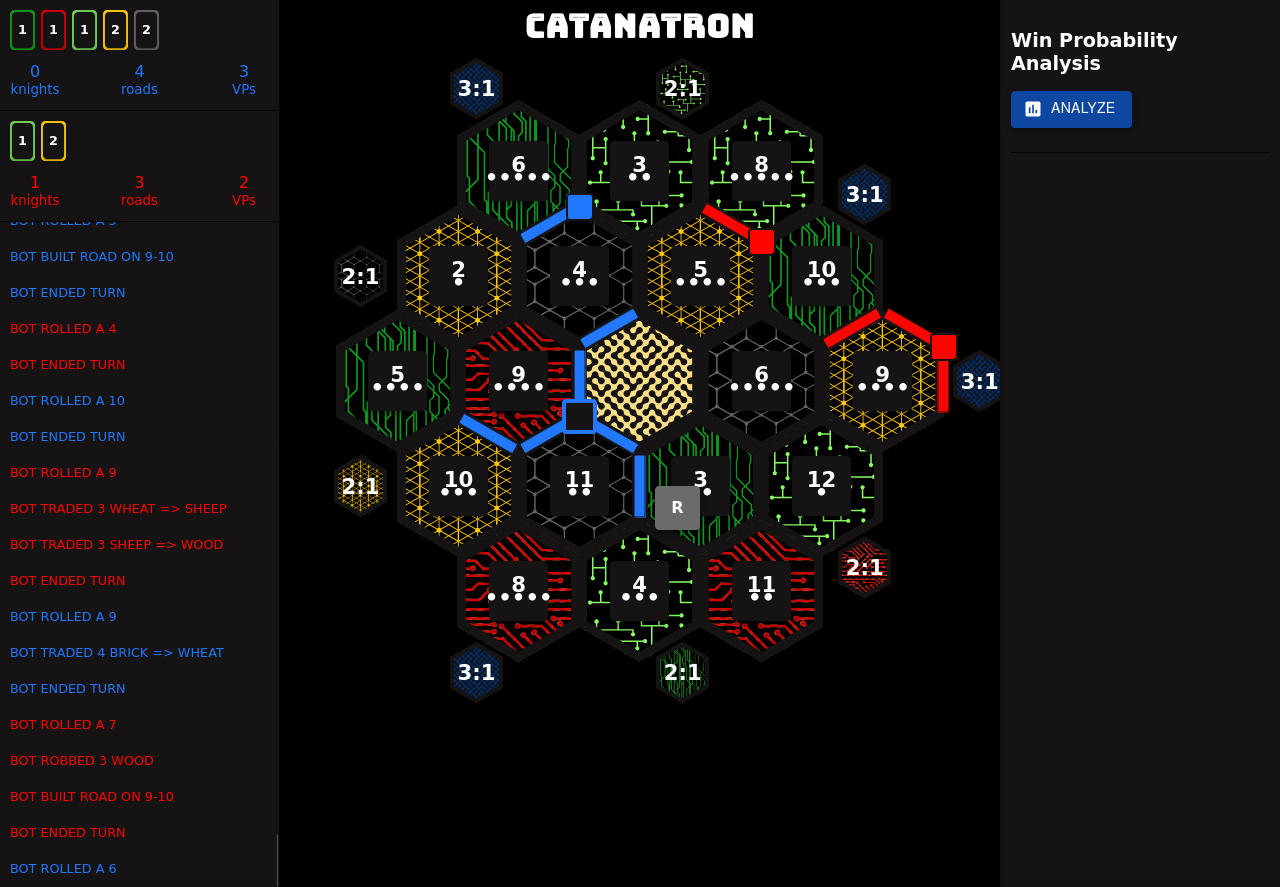 1 1 1 2 2
0 4 3
knights roads VPs
1 2
1 3 2
knights roads VPs
BOT BUILT ROAD ON 9-10
BOT ENDED TURN
BOT ROLLED A 4
BOT ENDED TURN
BOT ROLLED A 10
BOT ENDED TURN
BOT ROLLED A 9
BOT TRADED 3 WHEAT => SHEEP
BOT TRADED 3 SHEEP => WOOD
BOT ENDED TURN
BOT ROLLED A 9
BOT TRADED 4 BRICK => WHEAT
BOT ENDED TURN
BOT ROLLED A 7
BOT ROBBED 3 WOOD
BOT BUILT ROAD ON 9-10
BOT ENDED TURN
BOT ROLLED A 6
CATANATRON
3:1 2:1
6 3 8
3:1
2:1 2 4 5 10
5 9 6 9 3:1
2:1 10 11 3 12
R
8 4 11 2:1
3:1 2:1
Win Probability
Analysis
ANALYZE